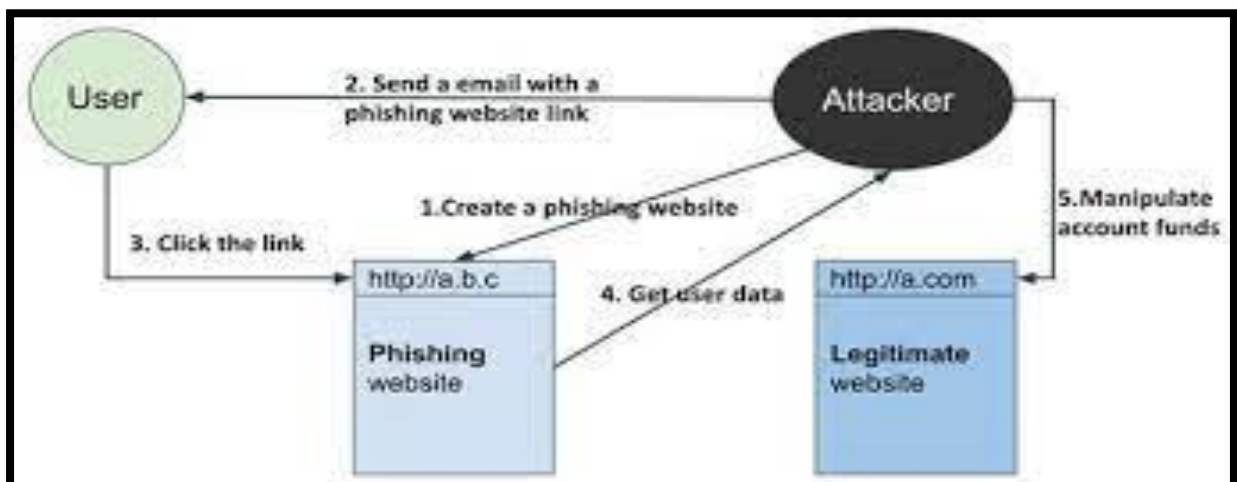 User
2. Send a email with a
phishing website link
Attacker
1.Create a phishing website
5.Manipulate
account funds
3. Click the link
http://a.b.c
4. Get user data
http://a.com
Phishing
website
Legitimate
website